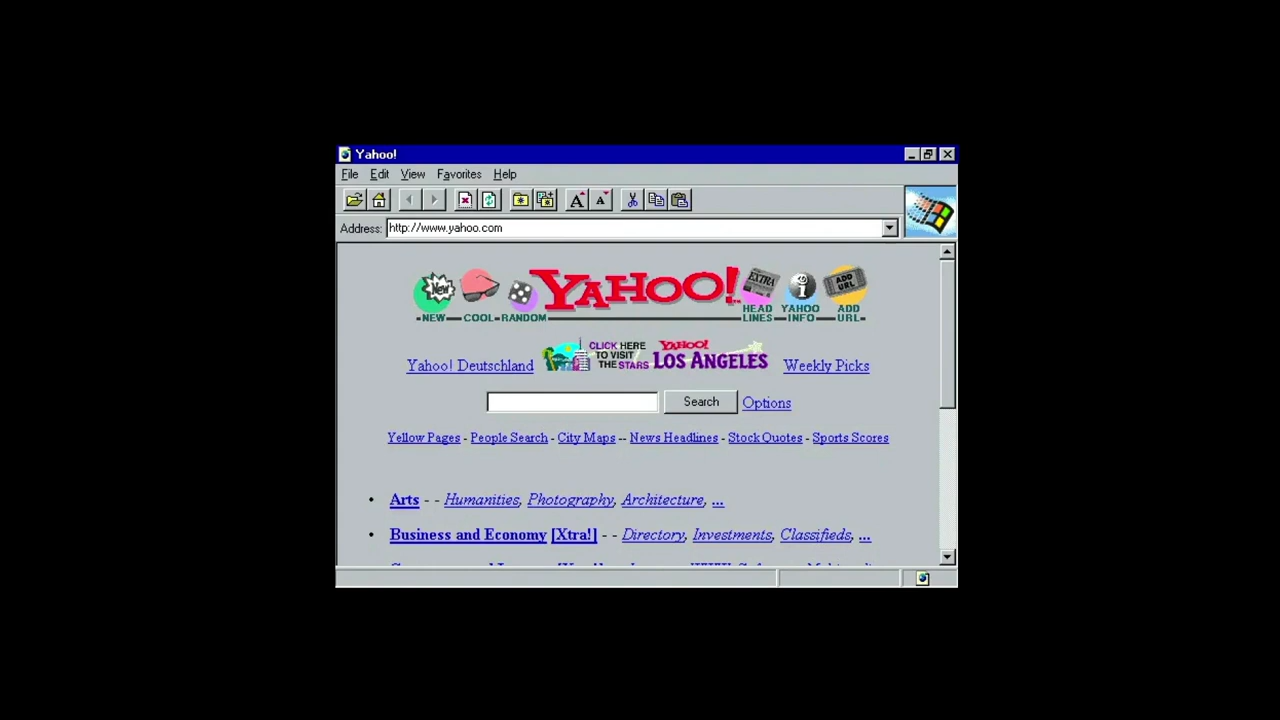 Yahoo!
File Edit View Favorites Help
Address: http://www.yahoo.com
New YAHOO! EXTRA i ADD URL
NEW COOL RANDOM HEAD LINES YAHOO INFO ADD URL
Yahoo! Deutschland CLICK HERE TO VISIT THE STARS YAHOO! LOS ANGELES Weekly Picks
Search Options
Yellow Pages - People Search - City Maps -- News Headlines - Stock Quotes - Sports Scores
• Arts - - Humanities, Photography, Architecture, ...
• Business and Economy [Xtra!] - - Directory, Investments, Classifieds, ...